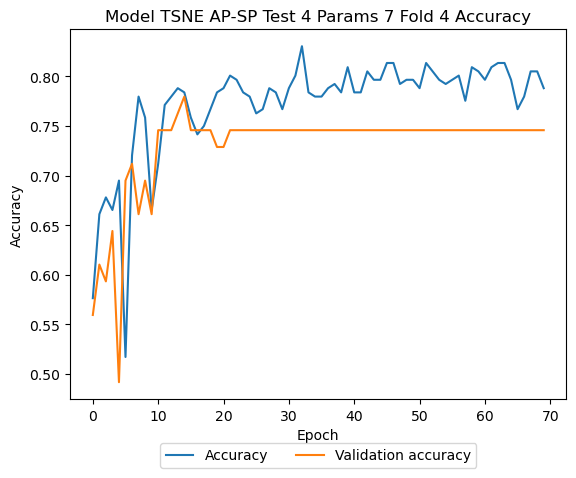 Model TSNE AP-SP Test 4 Params 7 Fold 4 Accuracy
Accuracy
0.80
0.75
0.70
0.65
0.60
0.55
0.50
0 10 20 30 40 50 60 70
Epoch
Accuracy Validation accuracy